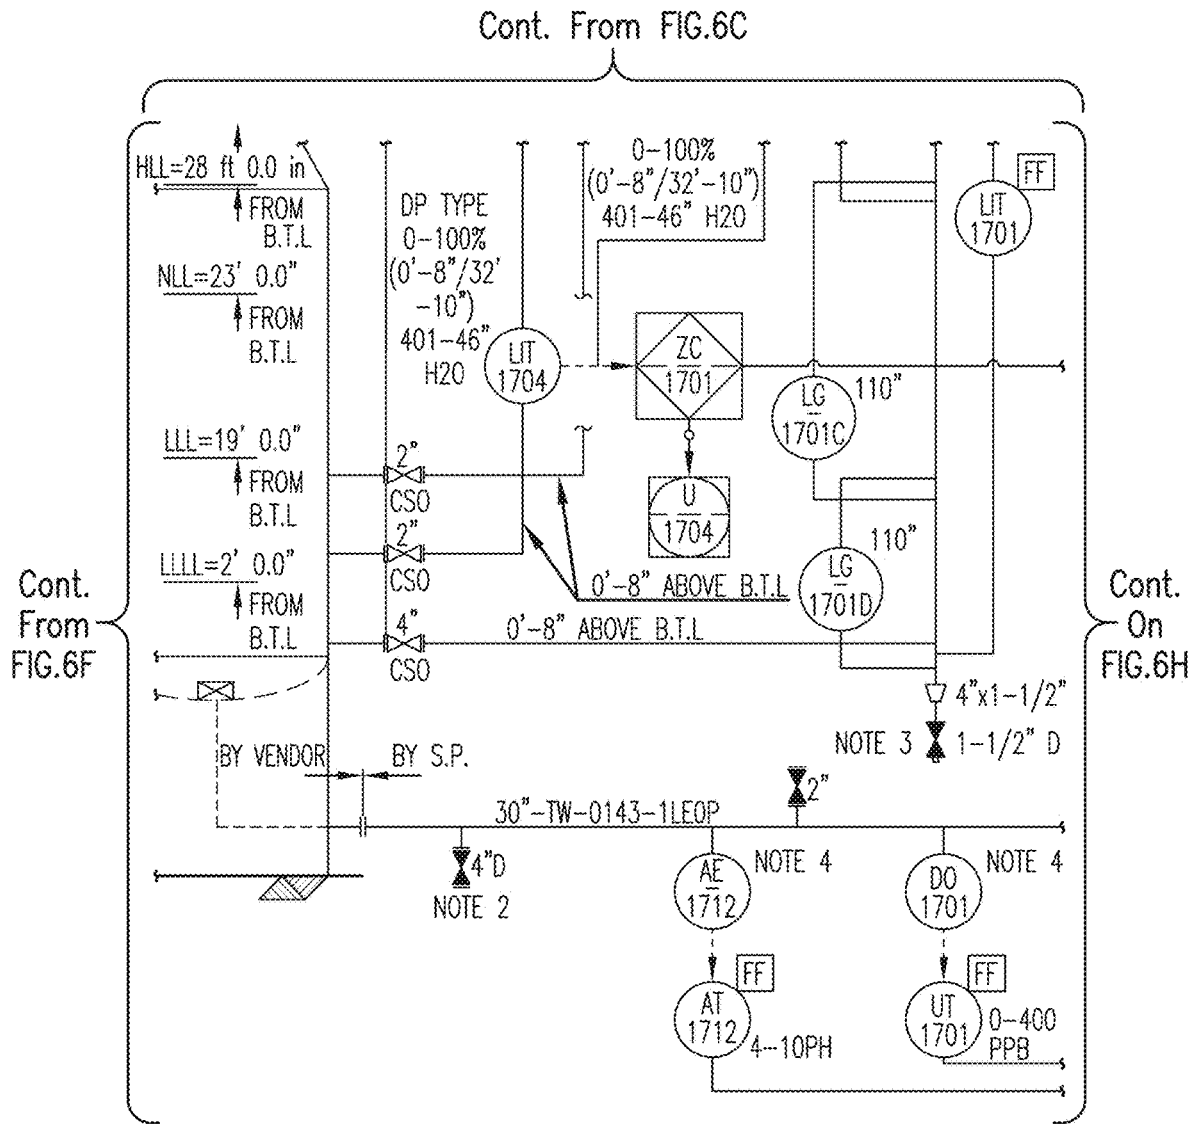 Cont. From FIG.6C
HLL=28 ft 0.0 in
FROM
B.T.L
NLL=23' 0.0"
FROM
B.T.L
LLL=19' 0.0"
FROM
B.T.L
LLLL=2' 0.0"
FROM
B.T.L
Cont.
From
FIG.6F
DP TYPE
0-100%
(0'-8"/32'
-10")
401-46"
H2O
LIT
1704
0-100%
(0'-8"/32'-10")
401-46" H2O
FF
LIT
1701
ZC
1701
U
1704
LG
1701C
110"
LG
1701D
110"
2"
CSO
2"
CSO
4"
CSO
0'-8" ABOVE B.T.L
0'-8" ABOVE B.T.L
Cont.
On
FIG.6H
4"x1-1/2"
NOTE 3
1-1/2" D
BY VENDOR
BY S.P.
30"-TW-0143-1LE0P
2"
4"D
NOTE 2
AE
1712
NOTE 4
DO
1701
NOTE 4
FF
AT
1712
4-10PH
FF
UT
1701
0-400
PPB